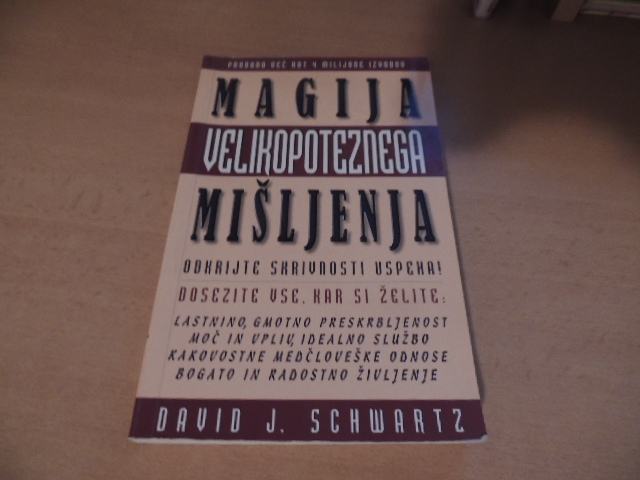 PRODANO VEČ KOT 4 MILIJONE IZVODOV
MAGIJA
VELIKOPOTEZNEGA
MIŠLJENJA
ODKRIJTE SKRIVNOSTI USPEHA!
DOSEZITE VSE, KAR SI ŽELITE:
LASTNINO, GMOTNO PRESKRBLJENOST
MOČ IN VPLIV, IDEALNO SLUŽBO
KAKOVOSTNE MEDČLOVEŠKE ODNOSE
BOGATO IN RADOSTNO ŽIVLJENJE
DAVID J. SCHWARTZ